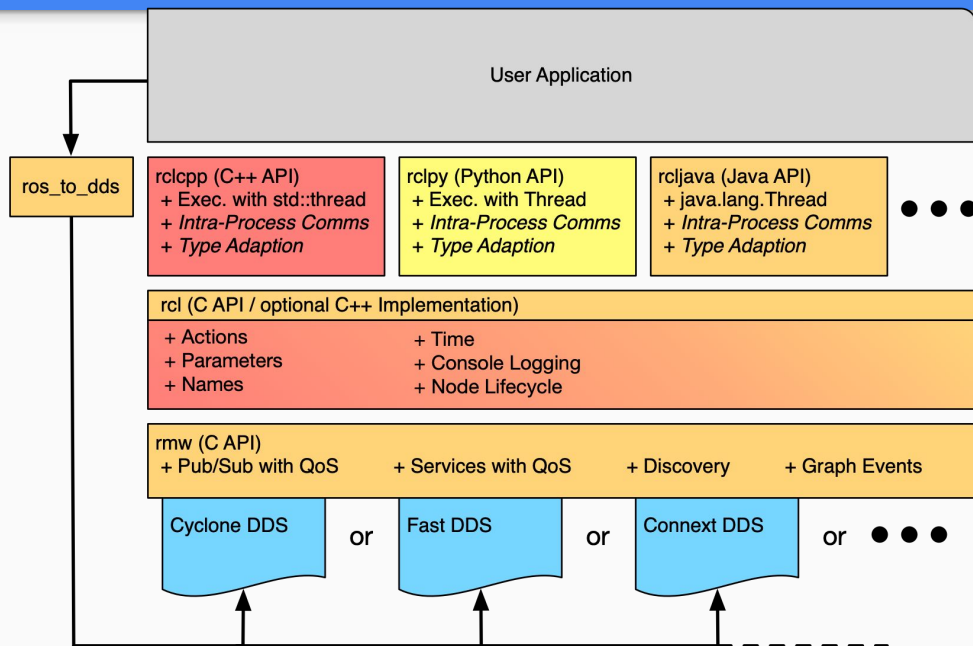 User Application
ros_to_dds
rclcpp (C++ API)
+ Exec. with std::thread
+ Intra-Process Comms
+ Type Adaption
rclpy (Python API)
+ Exec. with Thread
+ Intra-Process Comms
+ Type Adaption
rcljava (Java API)
+ java.lang.Thread
+ Intra-Process Comms
+ Type Adaption
rcl (C API / optional C++ Implementation)
+ Actions
+ Parameters
+ Names
+ Time
+ Console Logging
+ Node Lifecycle
rmw (C API)
+ Pub/Sub with QoS + Services with QoS + Discovery + Graph Events
Cyclone DDS or Fast DDS or Connext DDS or